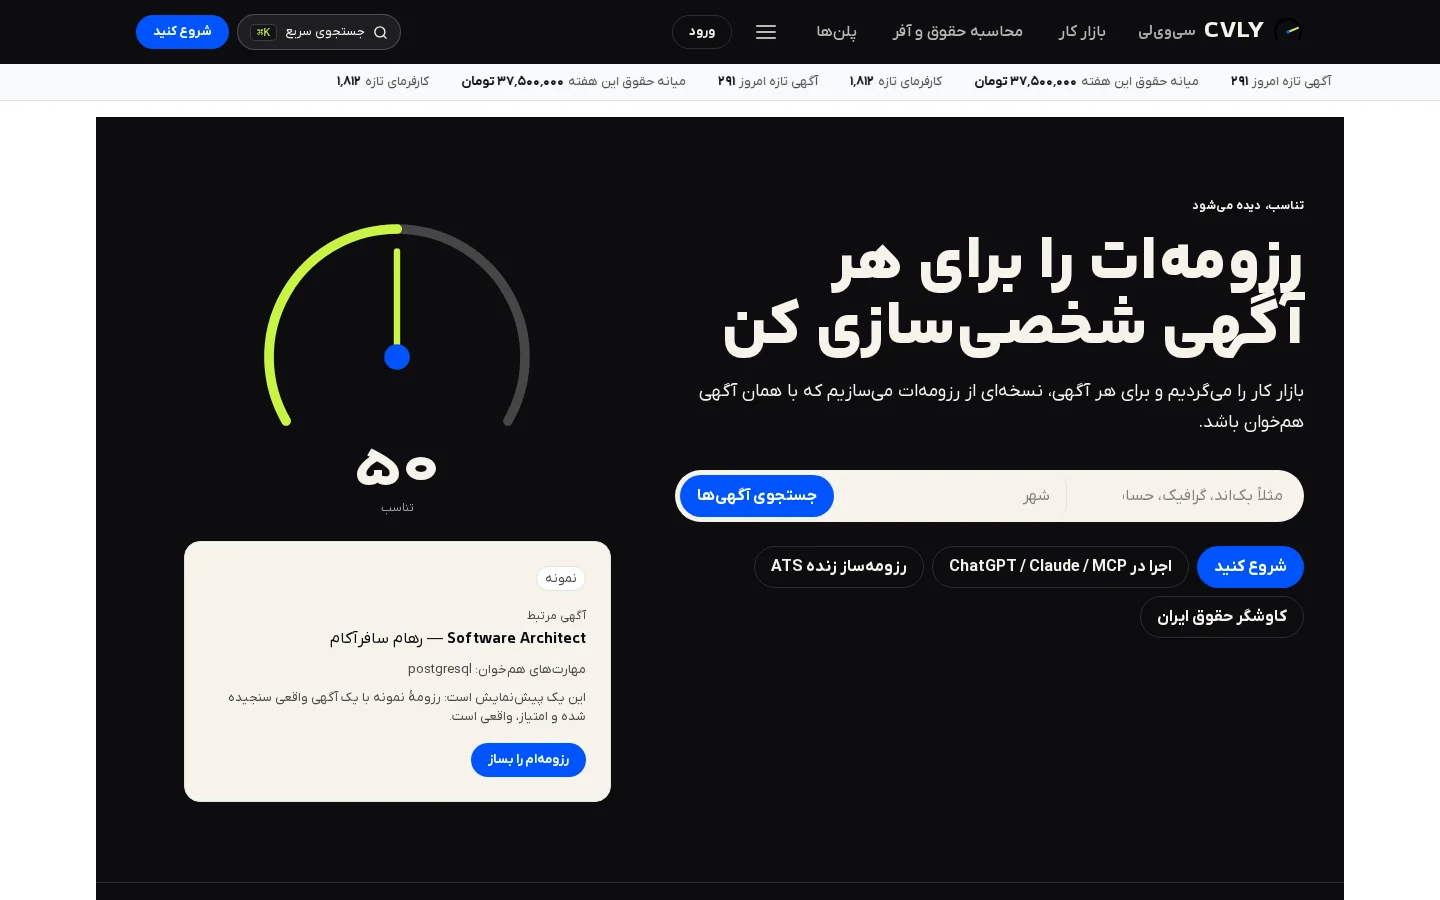 CVLY سی‌وی‌لی
بازار کار
محاسبه حقوق و آفر
پلن‌ها
ورود
جستجوی سریع ⌘K
شروع کنید
آگهی تازه امروز ۲۹۱ میانه حقوق این هفته ۳۷٬۵۰۰٬۰۰۰ تومان کارفرمای تازه ۱٬۸۱۲ آگهی تازه امروز ۲۹۱ میانه حقوق این هفته ۳۷٬۵۰۰٬۰۰۰ تومان کارفرمای تازه ۱٬۸۱۲
تناسب، دیده می‌شود
رزومه‌ات را برای هر
آگهی شخصی‌سازی کن
بازار کار را می‌گردیم و برای هر آگهی، نسخه‌ای از رزومه‌ات می‌سازیم که با همان آگهی
هم‌خوان باشد.
مثلاً بک‌اند، گرافیک، حسا
شهر
جستجوی آگهی‌ها
شروع کنید
اجرا در ChatGPT / Claude / MCP
رزومه‌ساز زنده ATS
کاوشگر حقوق ایران
۵۰
تناسب
نمونه
آگهی مرتبط
Software Architect — رهام سافرآکام
مهارت‌های هم‌خوان: postgresql
این یک پیش‌نمایش است: رزومهٔ نمونه با یک آگهی واقعی سنجیده
شده و امتیاز، واقعی است.
رزومه‌ام را بساز